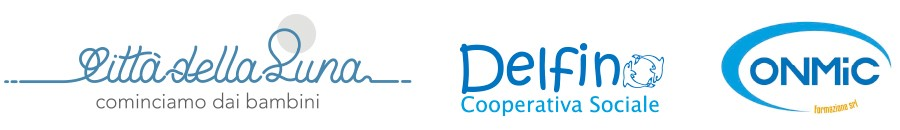 Città della Luna
cominciamo dai bambini
Delfino
Cooperativa Sociale
ONMiC
formazione srl